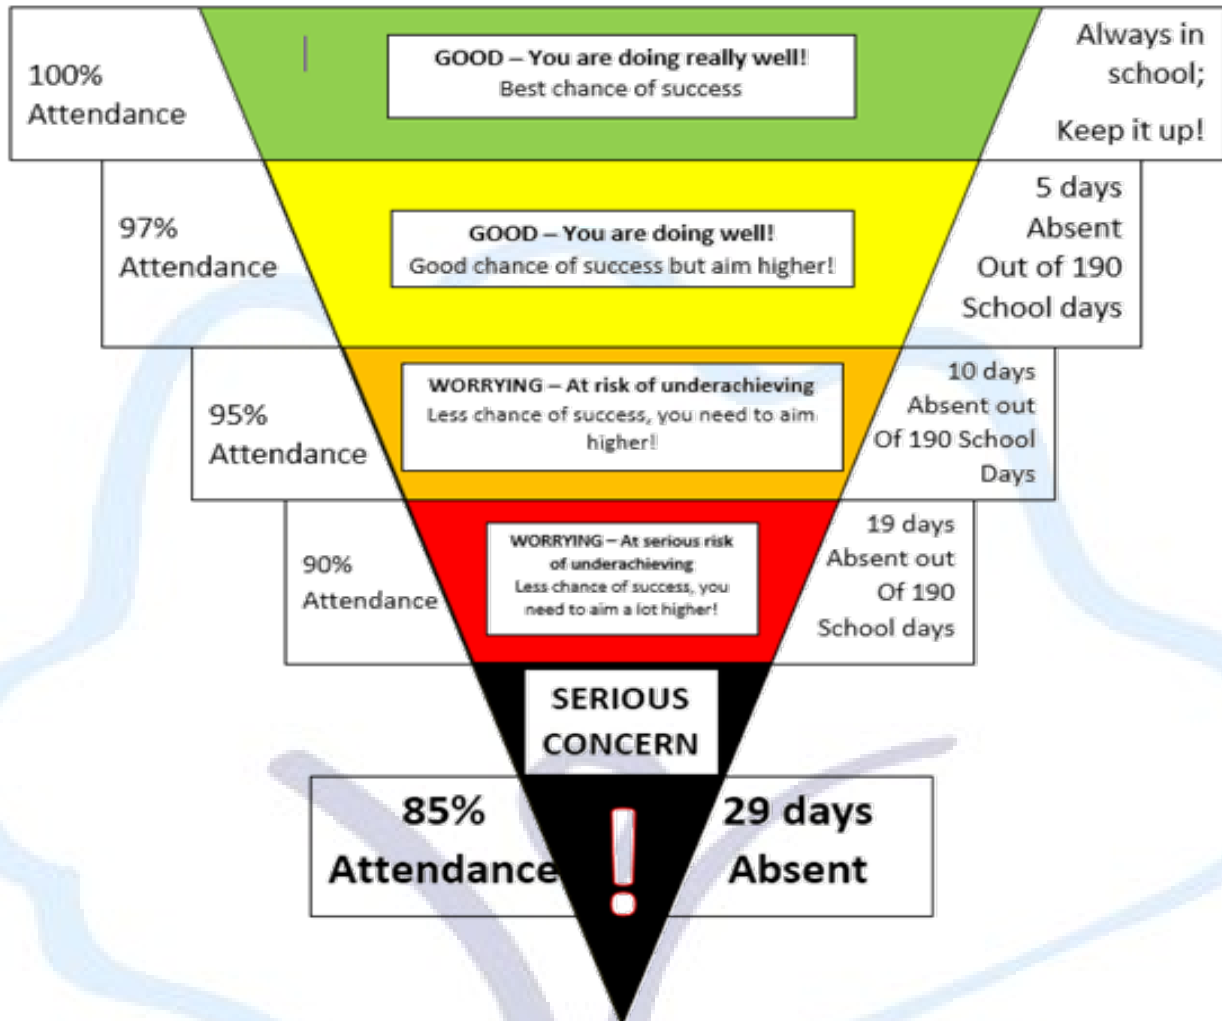 100%
Attendance
GOOD – You are doing really well!
Best chance of success
Always in
school;
Keep it up!
97%
Attendance
GOOD – You are doing well!
Good chance of success but aim higher!
5 days
Absent
Out of 190
School days
95%
Attendance
WORRYING – At risk of underachieving
Less chance of success, you need to aim
higher!
10 days
Absent out
Of 190 School
Days
90%
Attendance
WORRYING – At serious risk
of underachieving
Less chance of success, you
need to aim a lot higher!
19 days
Absent out
Of 190
School days
SERIOUS
CONCERN
85%
Attendance
!
29 days
Absent